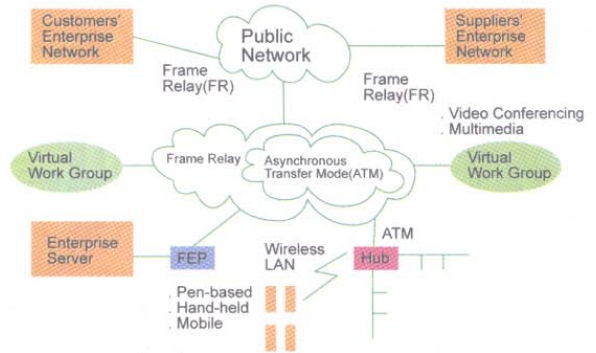 Customers'
Enterprise
Network
Public
Network
Suppliers'
Enterprise
Network
Frame
Relay(FR)
Frame
Relay(FR)
. Video Conferencing
. Multimedia
Virtual
Work Group
Frame Relay
Asynchronous
Transfer Mode(ATM)
Virtual
Work Group
Enterprise
Server
FEP
Wireless
LAN
ATM
Hub
. Pen-based
. Hand-held
. Mobile